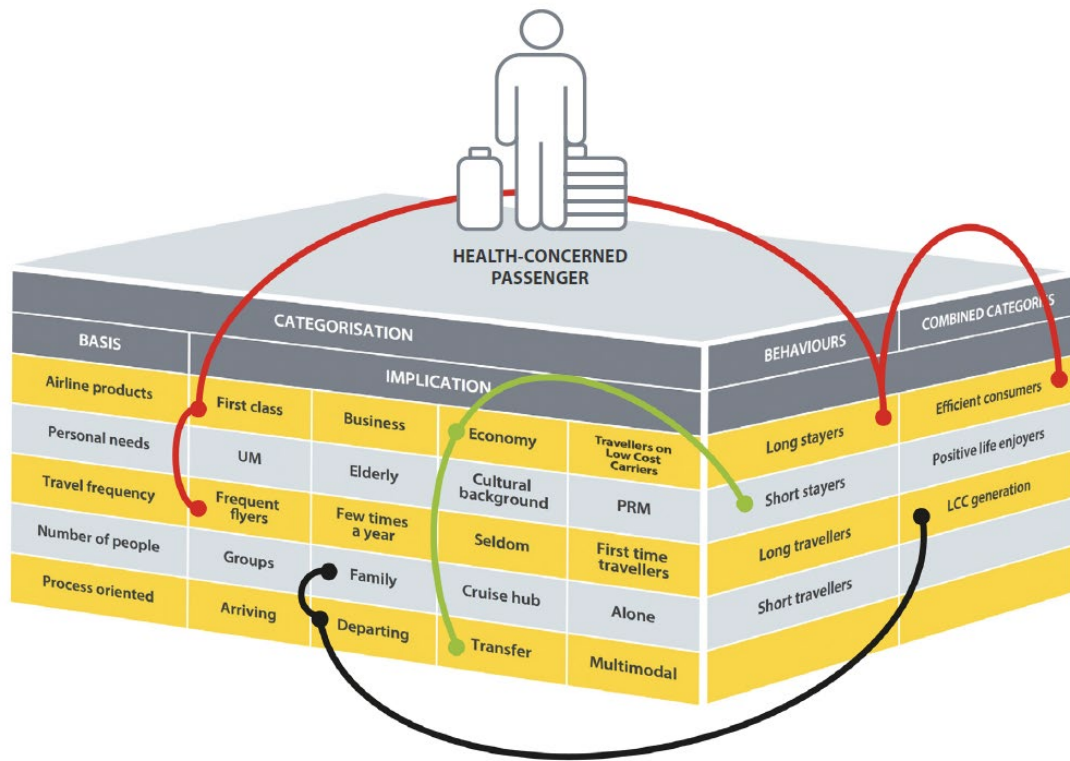 HEALTH-CONCERNED
PASSENGER
CATEGORISATION
BASIS
IMPLICATION
Airline products
First class
Business
Economy
Travellers on
Low Cost
Carriers
Personal needs
UM
Elderly
Cultural
background
PRM
Travel frequency
Frequent
flyers
Few times
a year
Seldom
First time
travellers
Number of people
Groups
Family
Cruise hub
Alone
Process oriented
Arriving
Departing
Transfer
Multimodal
BEHAVIOURS
COMBINED CATEGORIES
Long stayers
Efficient consumers
Short stayers
Positive life enjoyers
Long travellers
LCC generation
Short travellers